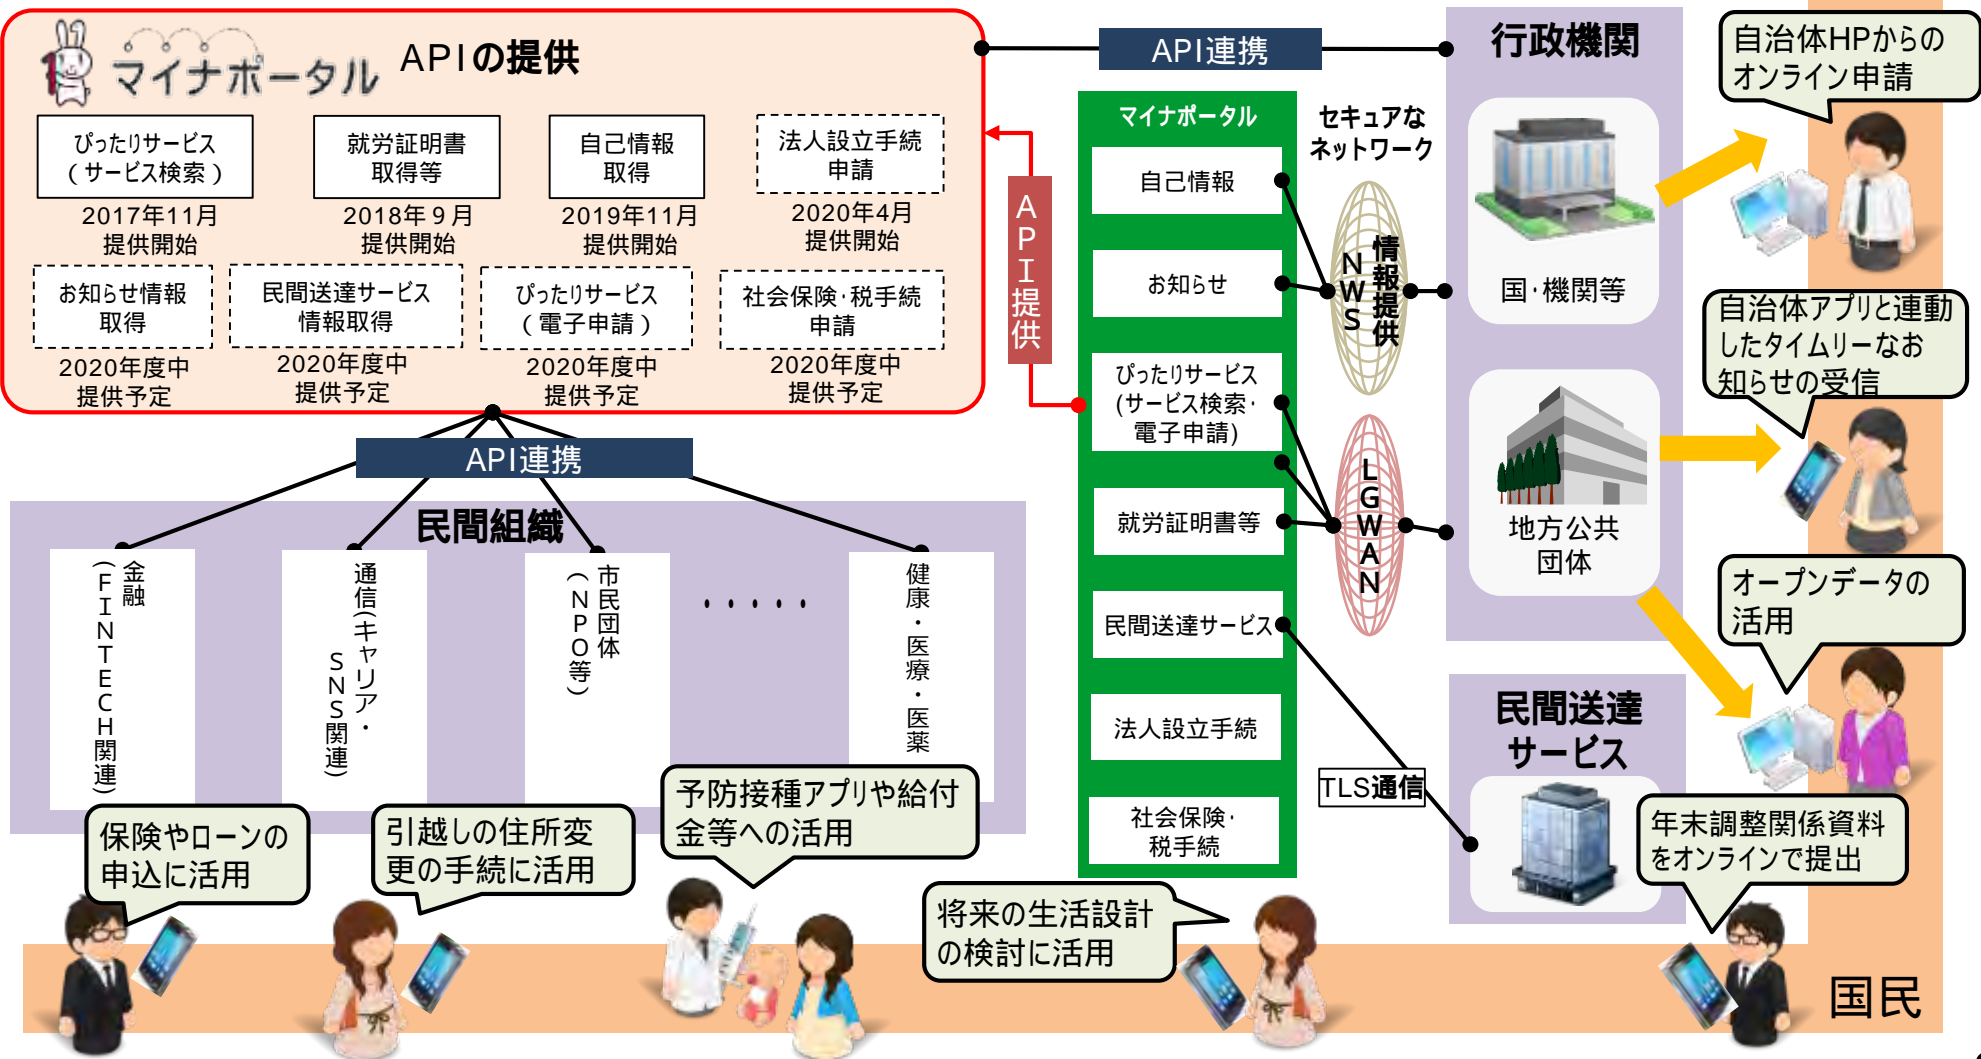 マイナポータル
APIの提供
ぴったりサービス
(サービス検索)
2017年11月
提供開始
就労証明書
取得等
2018年9月
提供開始
自己情報
取得
2019年11月
提供開始
法人設立手続
申請
2020年4月
提供開始
お知らせ情報
取得
2020年度中
提供予定
民間送達サービス
情報取得
2020年度中
提供予定
ぴったりサービス
(電子申請)
2020年度中
提供予定
社会保険・税手続
申請
2020年度中
提供予定
API連携
API提供
マイナポータル
自己情報
お知らせ
ぴったりサービス
(サービス検索・
電子申請)
就労証明書等
民間送達サービス
法人設立手続
社会保険・
税手続
セキュアな
ネットワーク
情報提供
NWS
LGWAN
TLS通信
行政機関
国・機関等
地方公共
団体
民間送達
サービス
自治体HPからの
オンライン申請
自治体アプリと連動
したタイムリーなお
知らせの受信
オープンデータの
活用
年末調整関係資料
をオンラインで提出
API連携
民間組織
金融
(FINTECH関連)
通信(キャリア・
SNS関連)
市民団体
(NPO等)
・・・・・
健康・医療・医薬
保険やローンの
申込に活用
引越しの住所変
更の手続に活用
予防接種アプリや給付
金等への活用
将来の生活設計
の検討に活用
国民